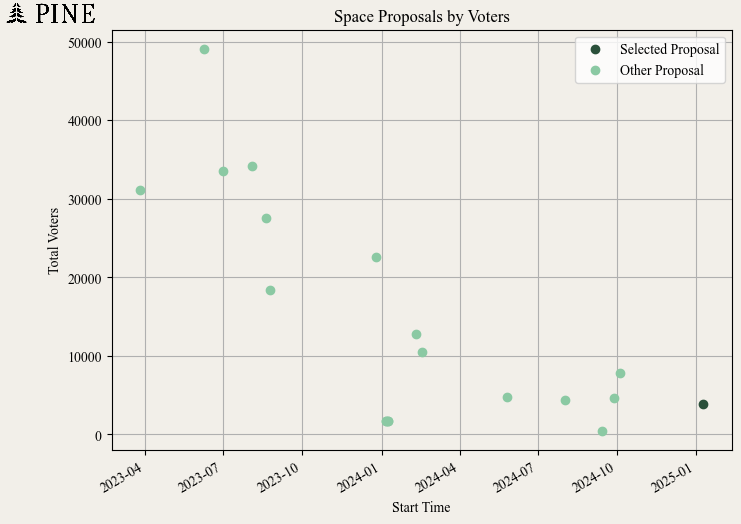 PINE
Space Proposals by Voters
Selected Proposal
Other Proposal
50000
40000
30000
20000
10000
0
Total Voters
2023-04
2023-07
2023-10
2024-01
2024-04
2024-07
2024-10
2025-01
Start Time